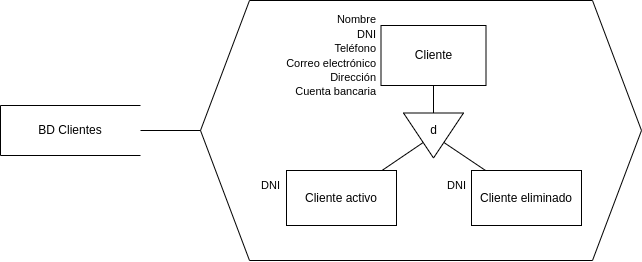 Nombre
DNI
Teléfono
Correo electrónico
Dirección
Cuenta bancaria
Cliente
BD Clientes
d
DNI
Cliente activo
DNI
Cliente eliminado